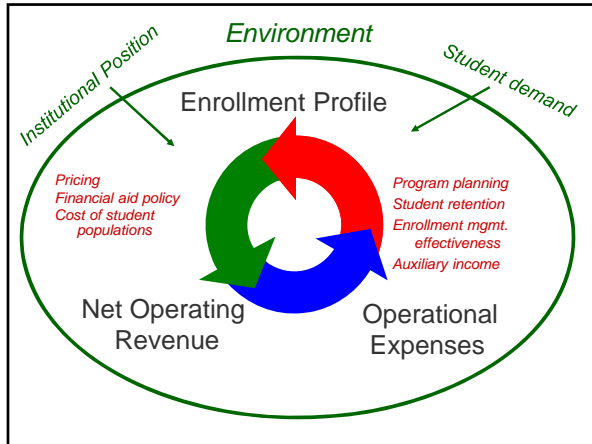 Environment
Institutional Position
Student demand
Enrollment Profile
Pricing
Financial aid policy
Cost of student
populations
Program planning
Student retention
Enrollment mgmt.
effectiveness
Auxiliary income
Net Operating
Revenue
Operational
Expenses